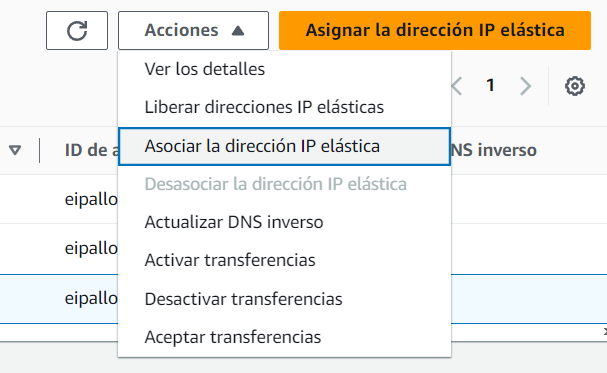 Acciones
Asignar la dirección IP elástica
Ver los detalles
1
Liberar direcciones IP elásticas
Asociar la dirección IP elástica
ID de
NS inverso
Desasociar la dirección IP elástica
eipallo
Actualizar DNS inverso
eipallo
Activar transferencias
Desactivar transferencias
eipallo
Aceptar transferencias